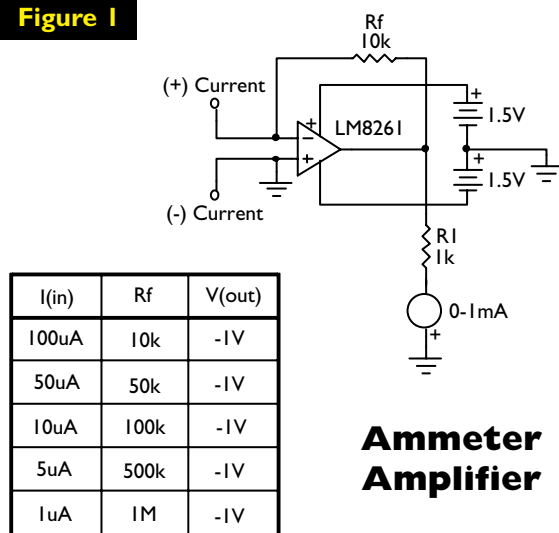 Figure 1
Rf
10k
(+) Current
+
1.5V
LM8261
−
+
+
1.5V
(-) Current
R1
1k
0-1mA
+
I(in) Rf V(out)
100uA 10k -1V
50uA 50k -1V
10uA 100k -1V
5uA 500k -1V
1uA 1M -1V
Ammeter
Amplifier